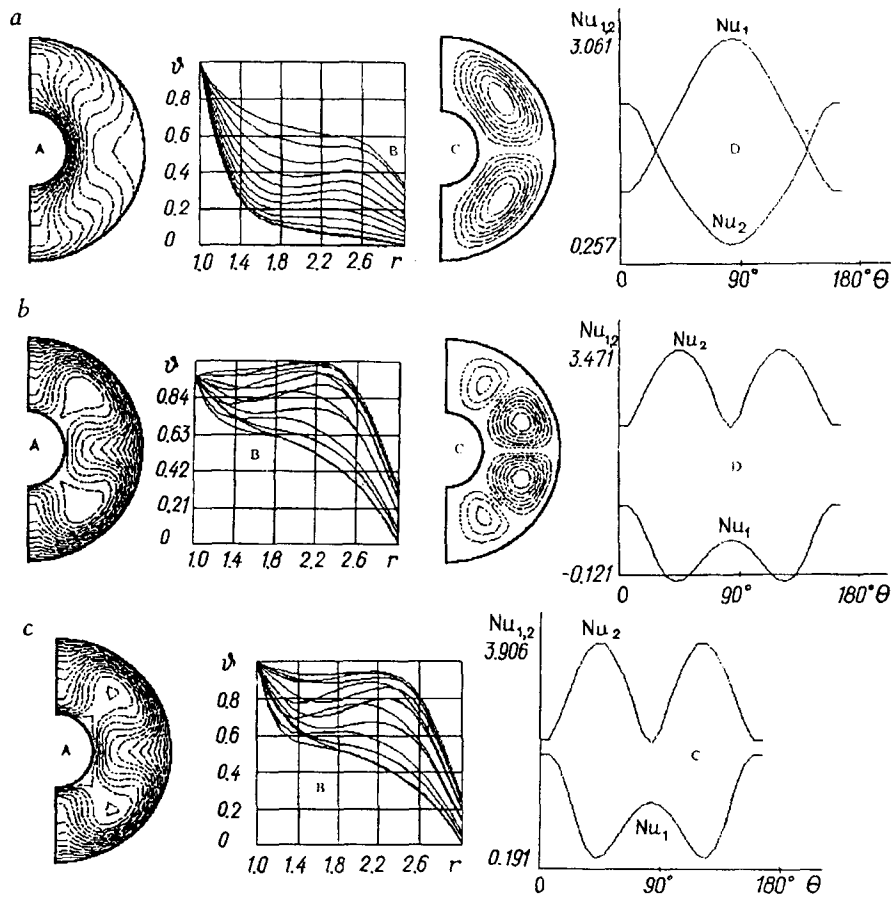 a
A
ϑ
0.8
0.6
0.4
0.2
0
1.0 1.4 1.8 2.2 2.6 r
B
C
Nu1,2
3.061
0.257
Nu1
D
Nu2
0 90° 180° Θ
b
A
ϑ
0.84
0.63
0.42
0.21
0
1.0 1.4 1.8 2.2 2.6 r
B
C
Nu1,2
3.471
-0.121
Nu2
D
Nu1
0 90° 180° Θ
c
A
ϑ
0.8
0.6
0.4
0.2
0
1.0 1.4 1.8 2.2 2.6 r
B
Nu1,2
3.906
0.191
Nu2
C
Nu1
0 90° 180° Θ